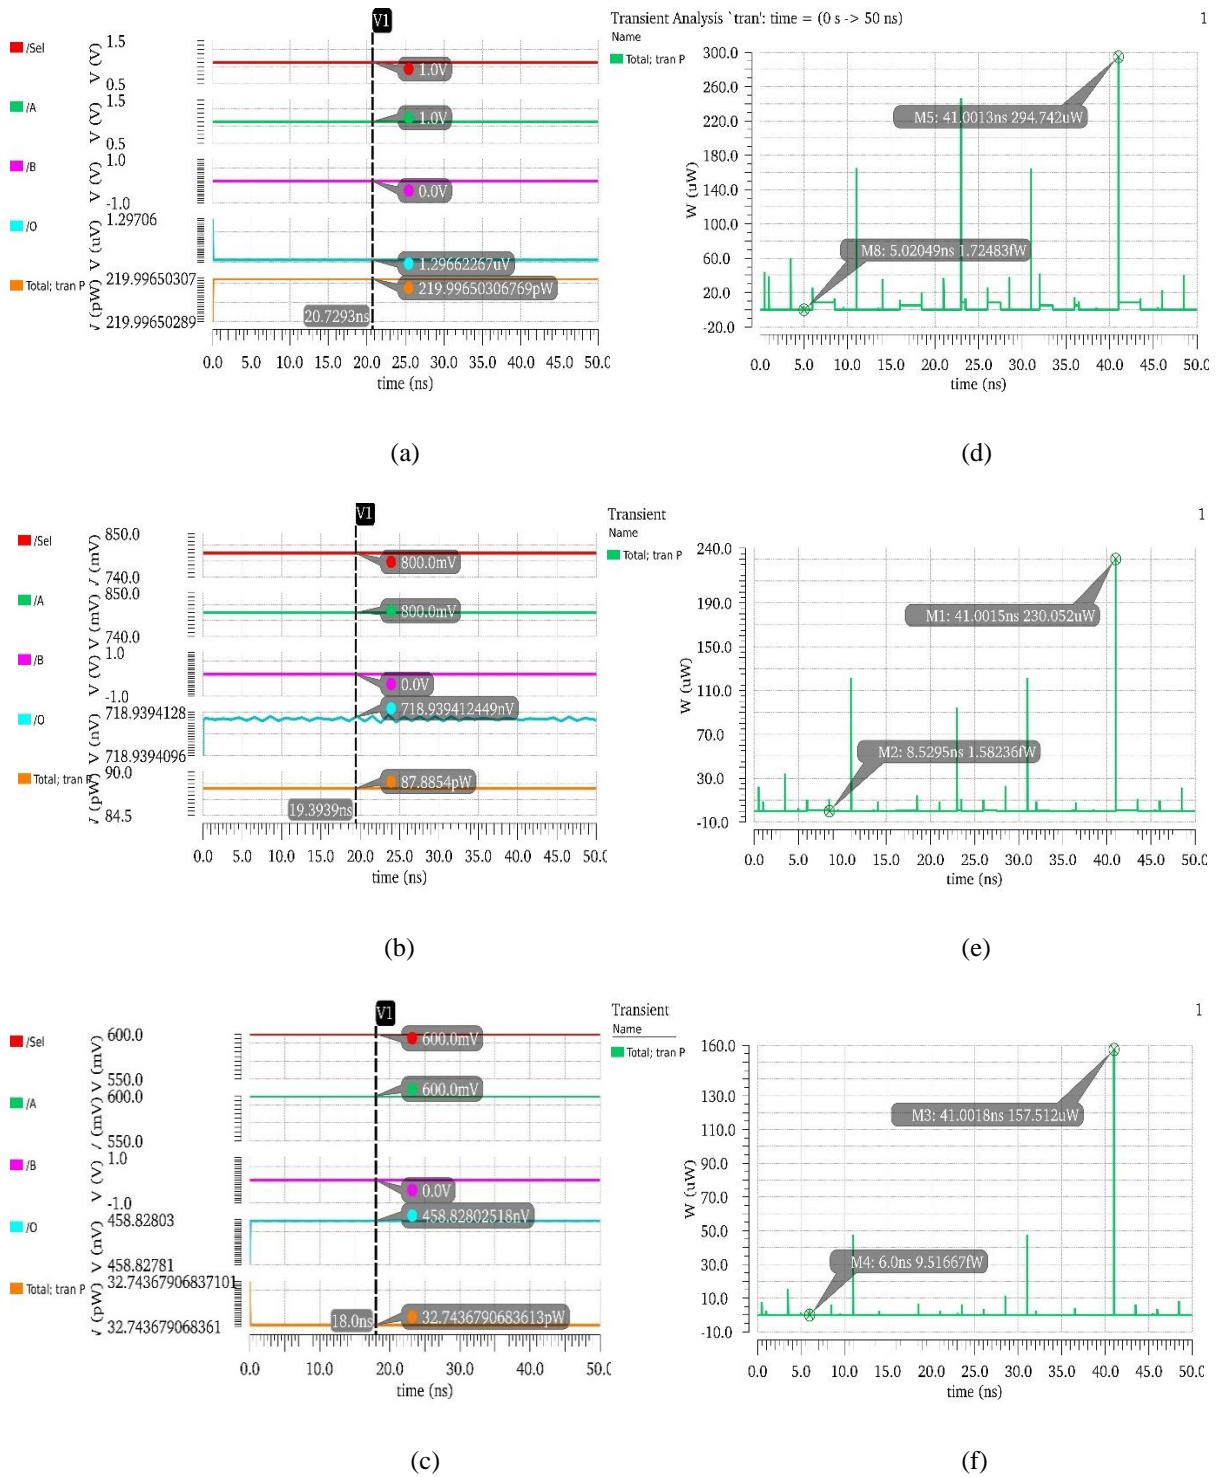 V1
/Sel
V (V)
1.5
0.5
1.0V
/A
V (V)
1.5
0.5
1.0V
/B
V (V)
1.0
-1.0
0.0V
/O
V (uV)
1.29706
1.29662267uV
Total; tran P
(pW)
219.99650307
219.99650289
219.99650306769pW
20.7293ns
0.0 5.0 10.0 15.0 20.0 25.0 30.0 35.0 40.0 45.0 50.0
time (ns)
(a)
Transient Analysis `tran': time = (0 s -> 50 ns) 1
Name
Total; tran P
W (uW)
300.0
260.0
220.0
180.0
140.0
100.0
60.0
20.0
-20.0
M5: 41.0013ns 294.742uW
M8: 5.02049ns 1.72483fW
0.0 5.0 10.0 15.0 20.0 25.0 30.0 35.0 40.0 45.0 50.0
time (ns)
(d)
V1
/Sel
(mV)
850.0
740.0
800.0mV
/A
V (mV)
850.0
740.0
800.0mV
/B
V (V)
1.0
-1.0
0.0V
/O
V (nV)
718.9394128
718.9394096
718.939412449nV
Total; tran P
(pW)
90.0
84.5
87.8854pW
19.3939ns
0.0 5.0 10.0 15.0 20.0 25.0 30.0 35.0 40.0 45.0 50.0
time (ns)
(b)
Transient 1
Name
Total; tran P
W (uW)
240.0
190.0
150.0
110.0
70.0
30.0
-10.0
M1: 41.0015ns 230.052uW
M2: 8.5295ns 1.58236fW
0.0 5.0 10.0 15.0 20.0 25.0 30.0 35.0 40.0 45.0 50.0
time (ns)
(e)
V1
/Sel
V (mV)
600.0
550.0
600.0mV
/A
(mV)
600.0
550.0
600.0mV
/B
V (V)
1.0
-1.0
0.0V
/O
V (nV)
458.82803
458.82781
458.82802518nV
Total; tran P
(pW)
32.74367906837101
32.743679068361
32.7436790683613pW
18.0ns
0.0 10.0 20.0 30.0 40.0 50.0
time (ns)
(c)
Transient 1
Name
Total; tran P
W (uW)
160.0
130.0
110.0
90.0
70.0
50.0
30.0
10.0
-10.0
M3: 41.0018ns 157.512uW
M4: 6.0ns 9.51667fW
0.0 5.0 10.0 15.0 20.0 25.0 30.0 35.0 40.0 45.0 50.0
time (ns)
(f)